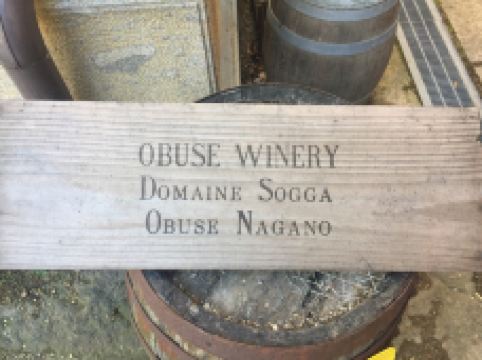 OBUSE WINERY
DOMAINE SOGGA
OBUSE NAGANO